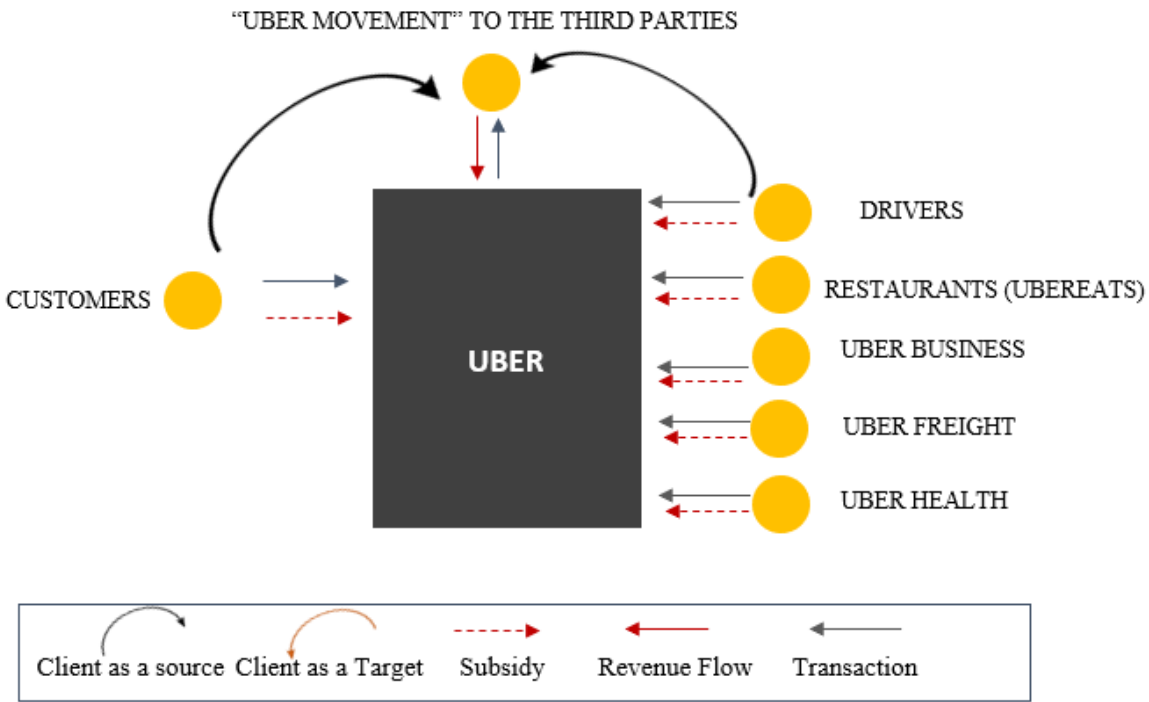 “UBER MOVEMENT” TO THE THIRD PARTIES
DRIVERS
CUSTOMERS
RESTAURANTS (UBEREATS)
UBER BUSINESS
UBER
UBER FREIGHT
UBER HEALTH
Client as a source
Client as a Target
Subsidy
Revenue Flow
Transaction